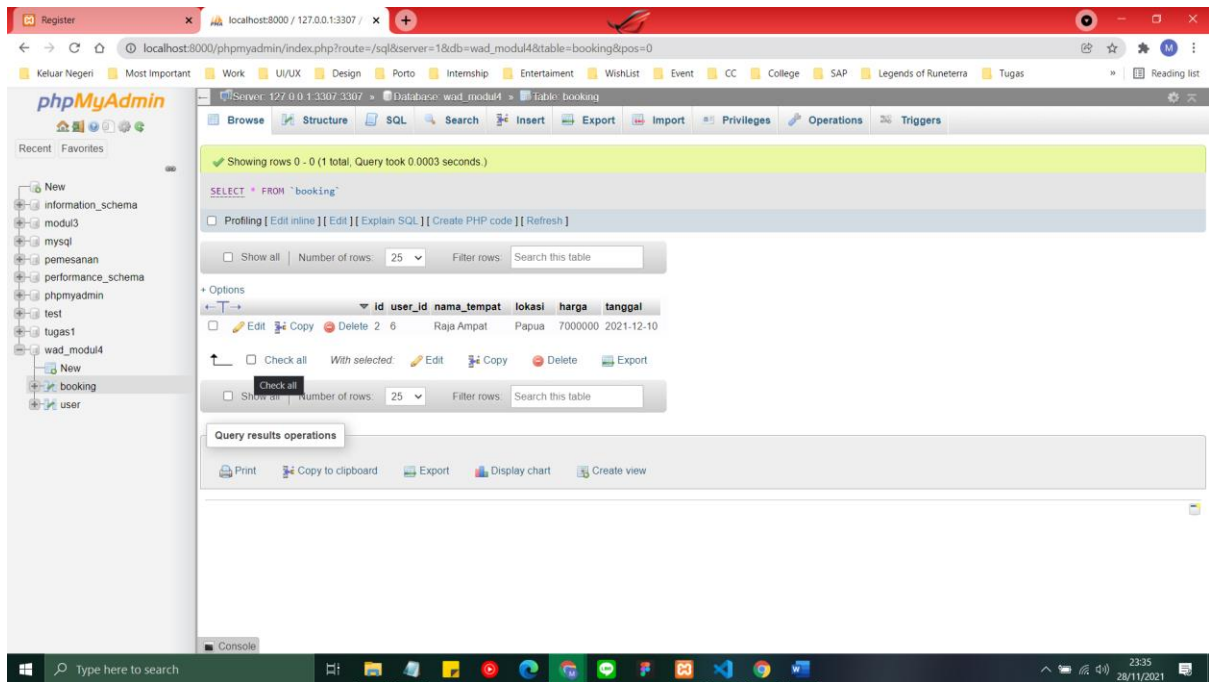 Register
localhost:8000 / 127.0.0.1:3307 /
localhost:8000/phpmyadmin/index.php?route=/sql&server=1&db=wad_modul4&table=booking&pos=0
M
Keluar Negeri Most Important Work UI/UX Design Porto Internship Entertaiment WishList Event CC College SAP Legends of Runeterra Tugas » Reading list
phpMyAdmin
Recent Favorites
New
information_schema
modul3
mysql
pemesanan
performance_schema
phpmyadmin
test
tugas1
wad_modul4
New
booking
user
Server: 127.0.0.1:3307:3307 » Database: wad_modul4 » Table: booking
Browse Structure SQL Search Insert Export Import Privileges Operations Triggers
Showing rows 0 - 0 (1 total, Query took 0.0003 seconds.)
SELECT * FROM `booking`
Profiling [ Edit inline ] [ Edit ] [ Explain SQL ] [ Create PHP code ] [ Refresh ]
Show all | Number of rows: 25 Filter rows: Search this table
+ Options
←T→ id user_id nama_tempat lokasi harga tanggal
Edit Copy Delete 2 6 Raja Ampat Papua 7000000 2021-12-10
Check all With selected: Edit Copy Delete Export
Check all
Show all | Number of rows: 25 Filter rows: Search this table
Query results operations
Print Copy to clipboard Export Display chart Create view
Console
Type here to search
23:35
28/11/2021